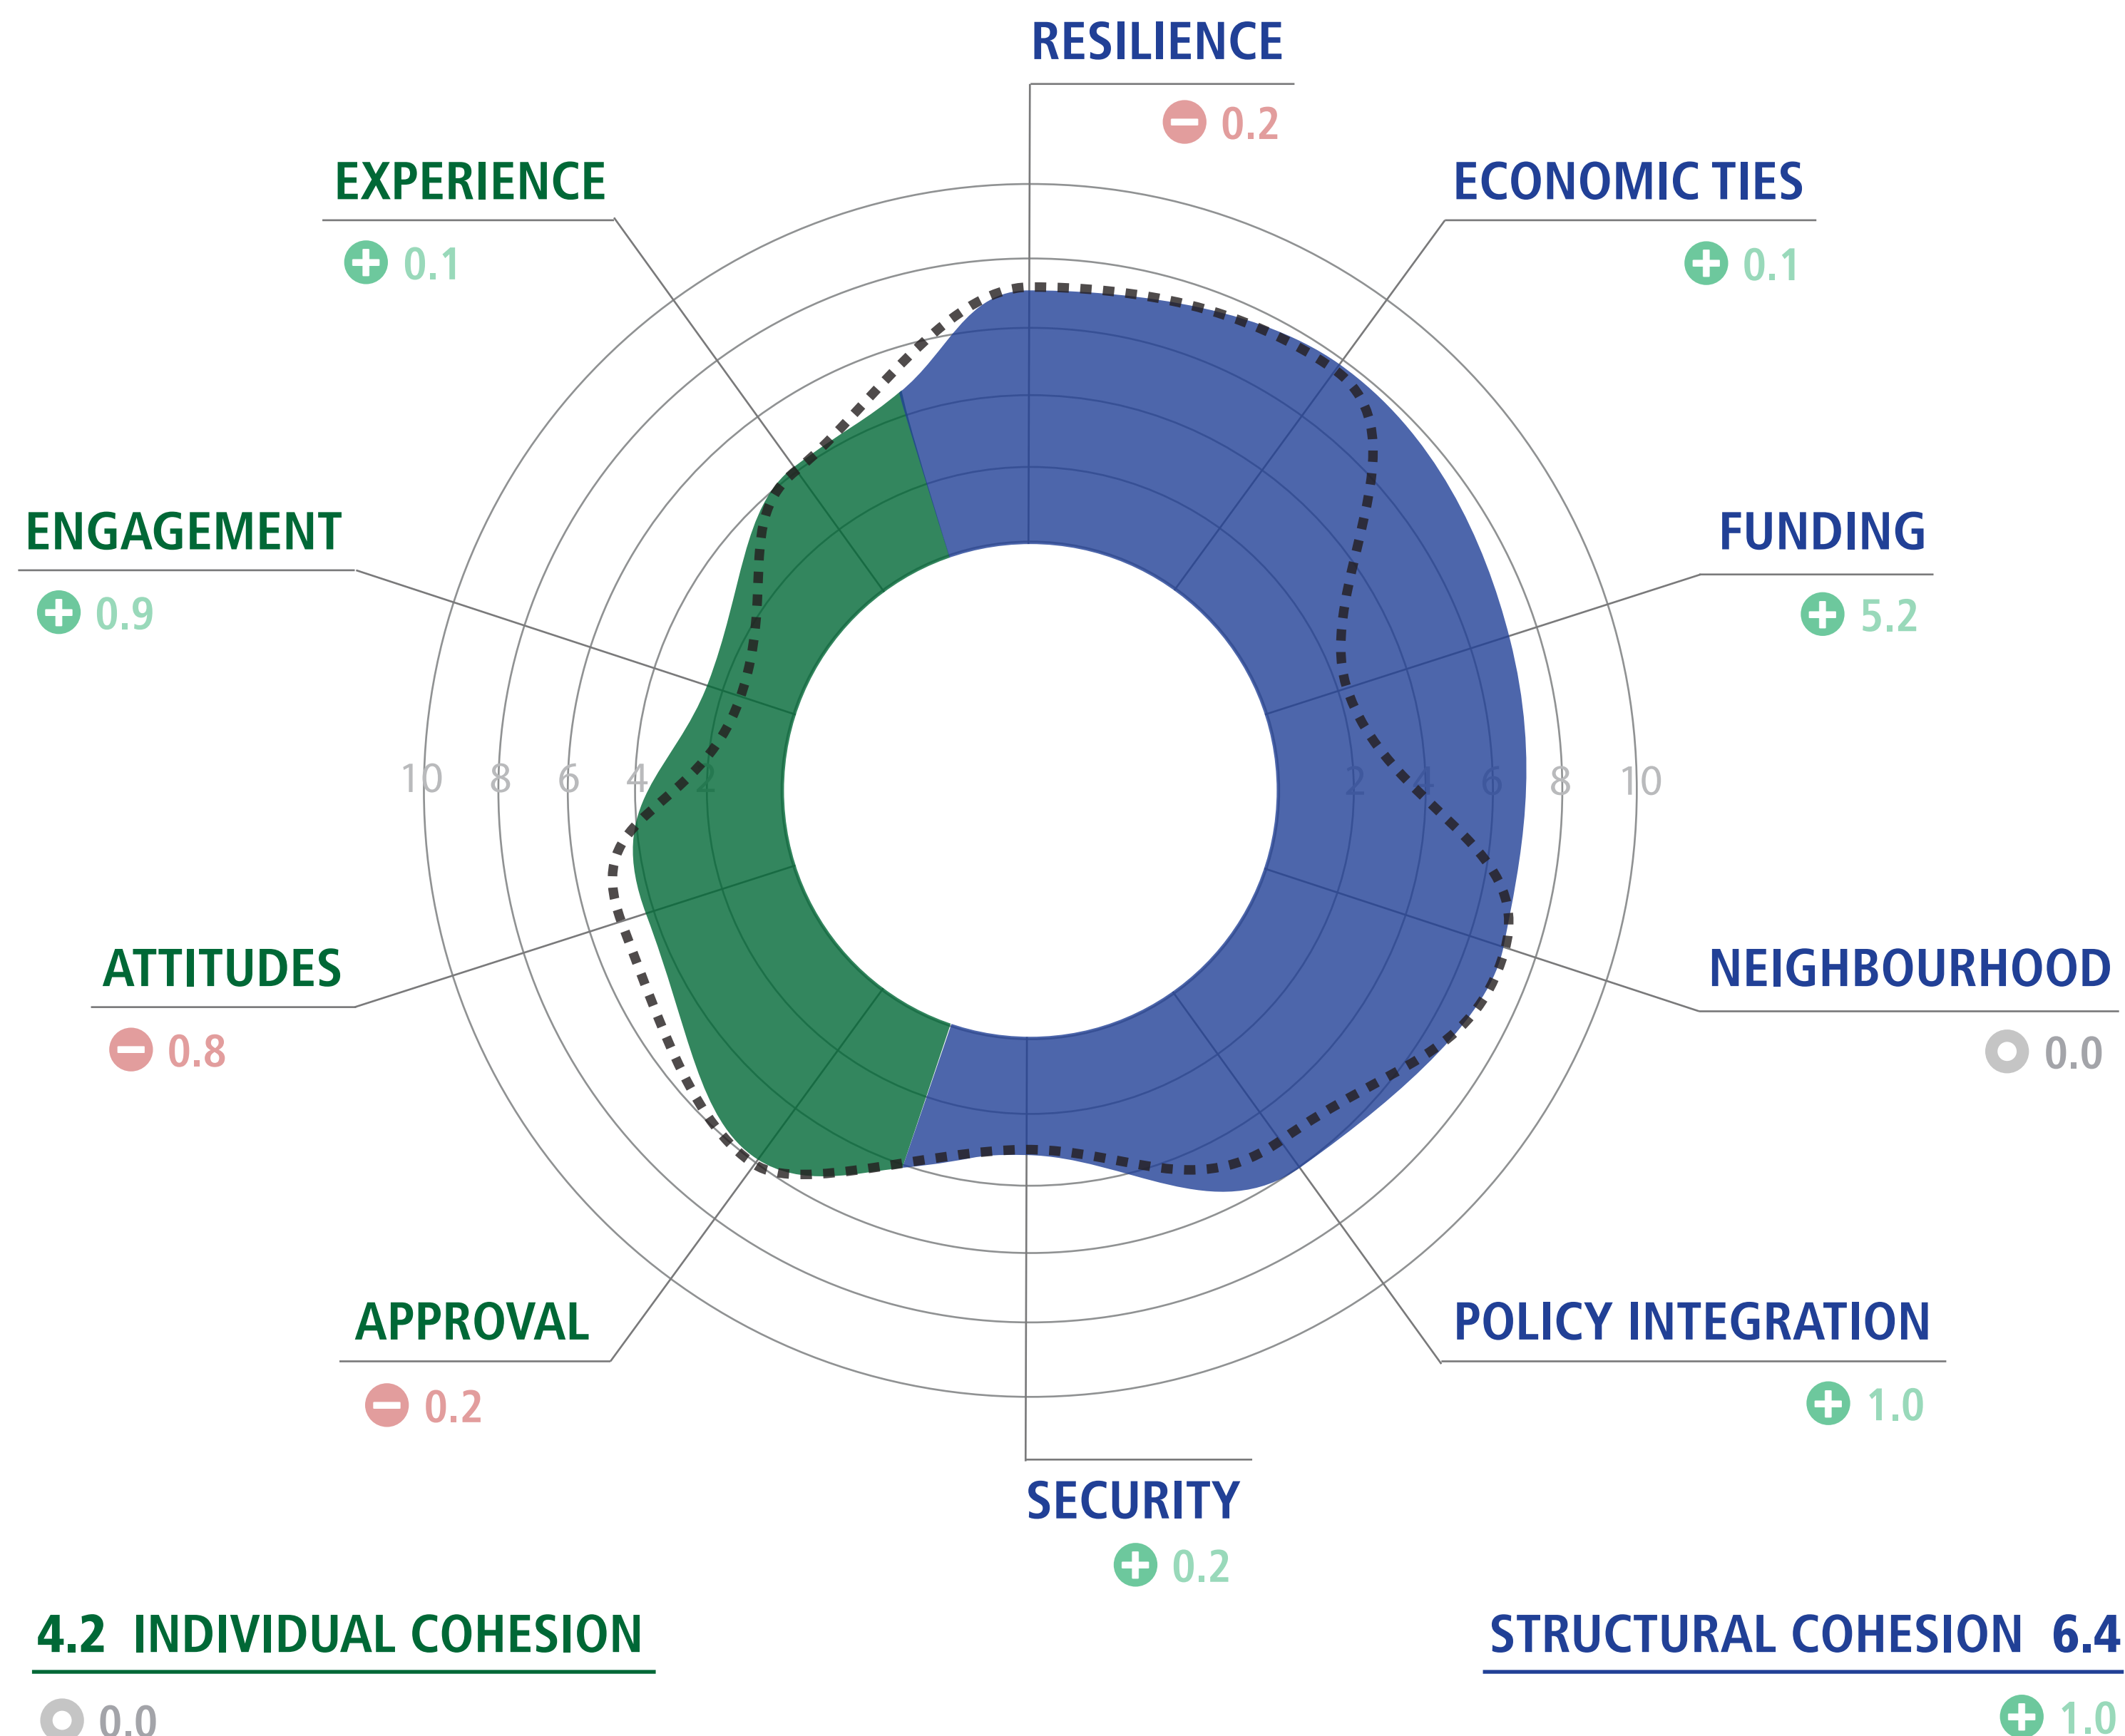 RESILIENCE
0.2
EXPERIENCE
0.1
ECONOMIC TIES
0.1
ENGAGEMENT
0.9
FUNDING
5.2
10 8 6 4 2 2 4 6 8 10
ATTITUDES
0.8
NEIGHBOURHOOD
0.0
APPROVAL
0.2
POLICY INTEGRATION
1.0
SECURITY
0.2
4.2 INDIVIDUAL COHESION
0.0
STRUCTURAL COHESION 6.4
1.0